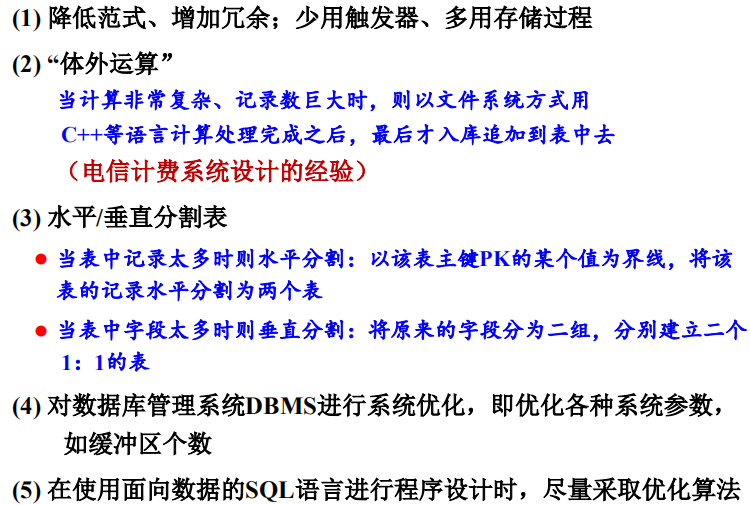 (1) 降低范式、增加冗余；少用触发器、多用存储过程
(2) “体外运算”
当计算非常复杂、记录数巨大时，则以文件系统方式用
C++等语言计算处理完成之后，最后才入库追加到表中去
（电信计费系统设计的经验）
(3) 水平/垂直分割表
● 当表中记录太多时则水平分割：以该表主键PK的某个值为界线，将该
表的记录水平分割为两个表
● 当表中字段太多时则垂直分割：将原来的字段分为二组，分别建立二个
1：1的表
(4) 对数据库管理系统DBMS进行系统优化，即优化各种系统参数，
如缓冲区个数
(5) 在使用面向数据的SQL语言进行程序设计时，尽量采取优化算法